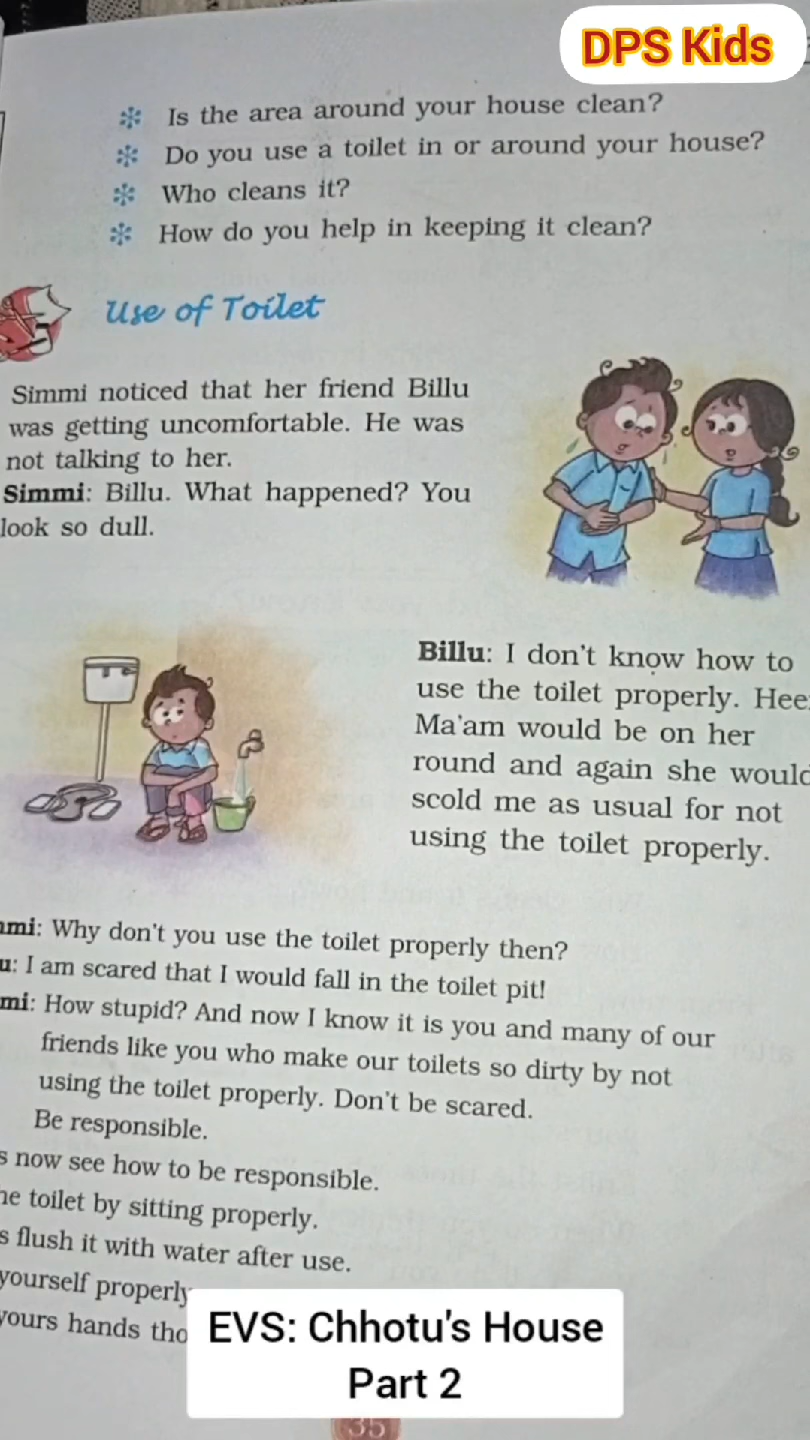 DPS Kids
Is the area around your house clean?
Do you use a toilet in or around your house?
Who cleans it?
How do you help in keeping it clean?
Use of Toilet
Simmi noticed that her friend Billu
was getting uncomfortable. He was
not talking to her.
Simmi: Billu. What happened? You
look so dull.
Billu: I don't know how to
use the toilet properly. Hee
Ma'am would be on her
round and again she would
scold me as usual for not
using the toilet properly.
mi: Why don't you use the toilet properly then?
u: I am scared that I would fall in the toilet pit!
mi: How stupid? And now I know it is you and many of our
friends like you who make our toilets so dirty by not
using the toilet properly. Don't be scared.
Be responsible.
s now see how to be responsible.
he toilet by sitting properly.
s flush it with water after use.
yourself properly
yours hands tho
EVS: Chhotu's House
Part 2
35